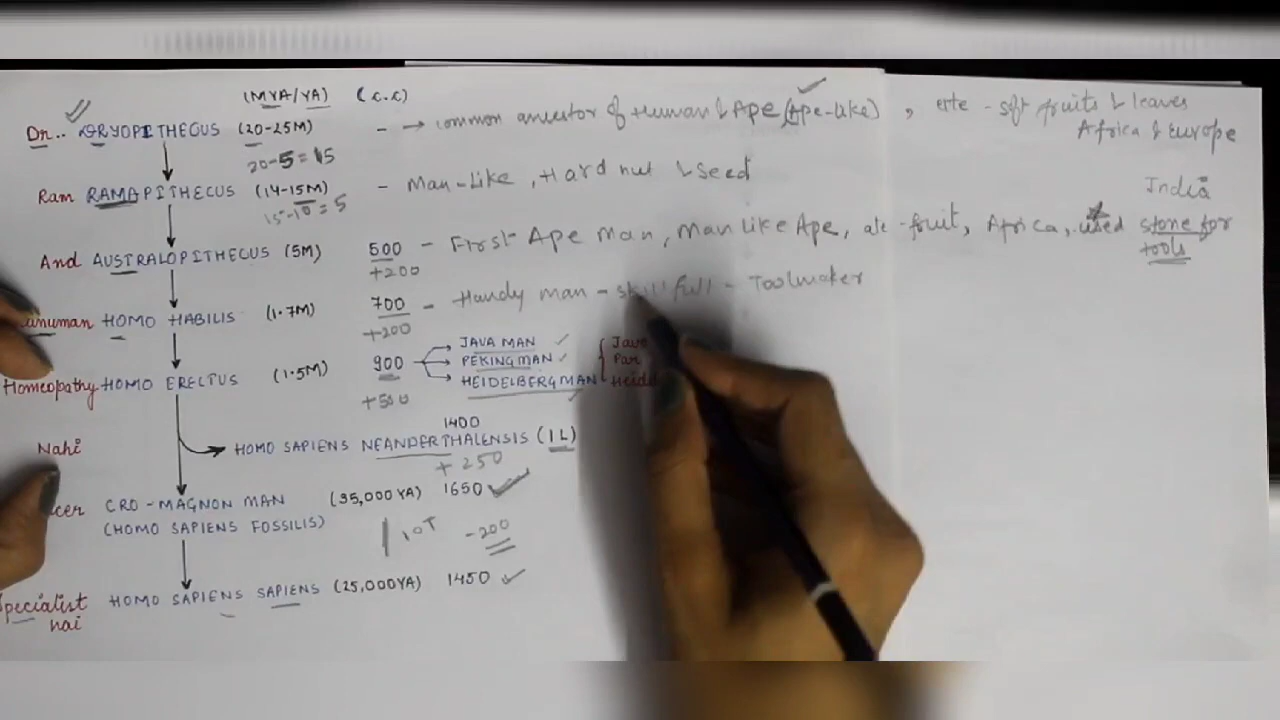 (MYA/YA) (C.C)
Dr.. DRYOPITHECUS (20-25M) - → common ancestor of Human & APE (Ape-like) , ate - soft fruits & leaves
Africa & Europe
20-5=15
Ram RAMAPITHECUS (14-15M) - Man-Like , Hard nut & Seed
India
15-10=5
And AUSTRALOPITHECUS (5M) 500 - First Ape Man, Man like Ape, ate - fruit, Africa, used stone for
tools
+200
Hanuman HOMO HABILIS (1.7M) 700 - Handy man - skillfull - Toolmaker
+200
Homeopathy HOMO ERECTUS (1.5M) 900
JAVA MAN
PEKING MAN Par
HEIDELBERG MAN
+500
1400
Nahi HOMO SAPIENS NEANDERTHALENSIS (1L)
+ 250
CRO-MAGNON MAN (35,000 YA) 1650
(HOMO SAPIENS FOSSILIS)
10T -200
Specialist HOMO SAPIENS SAPIENS (25,000YA) 1450
hai